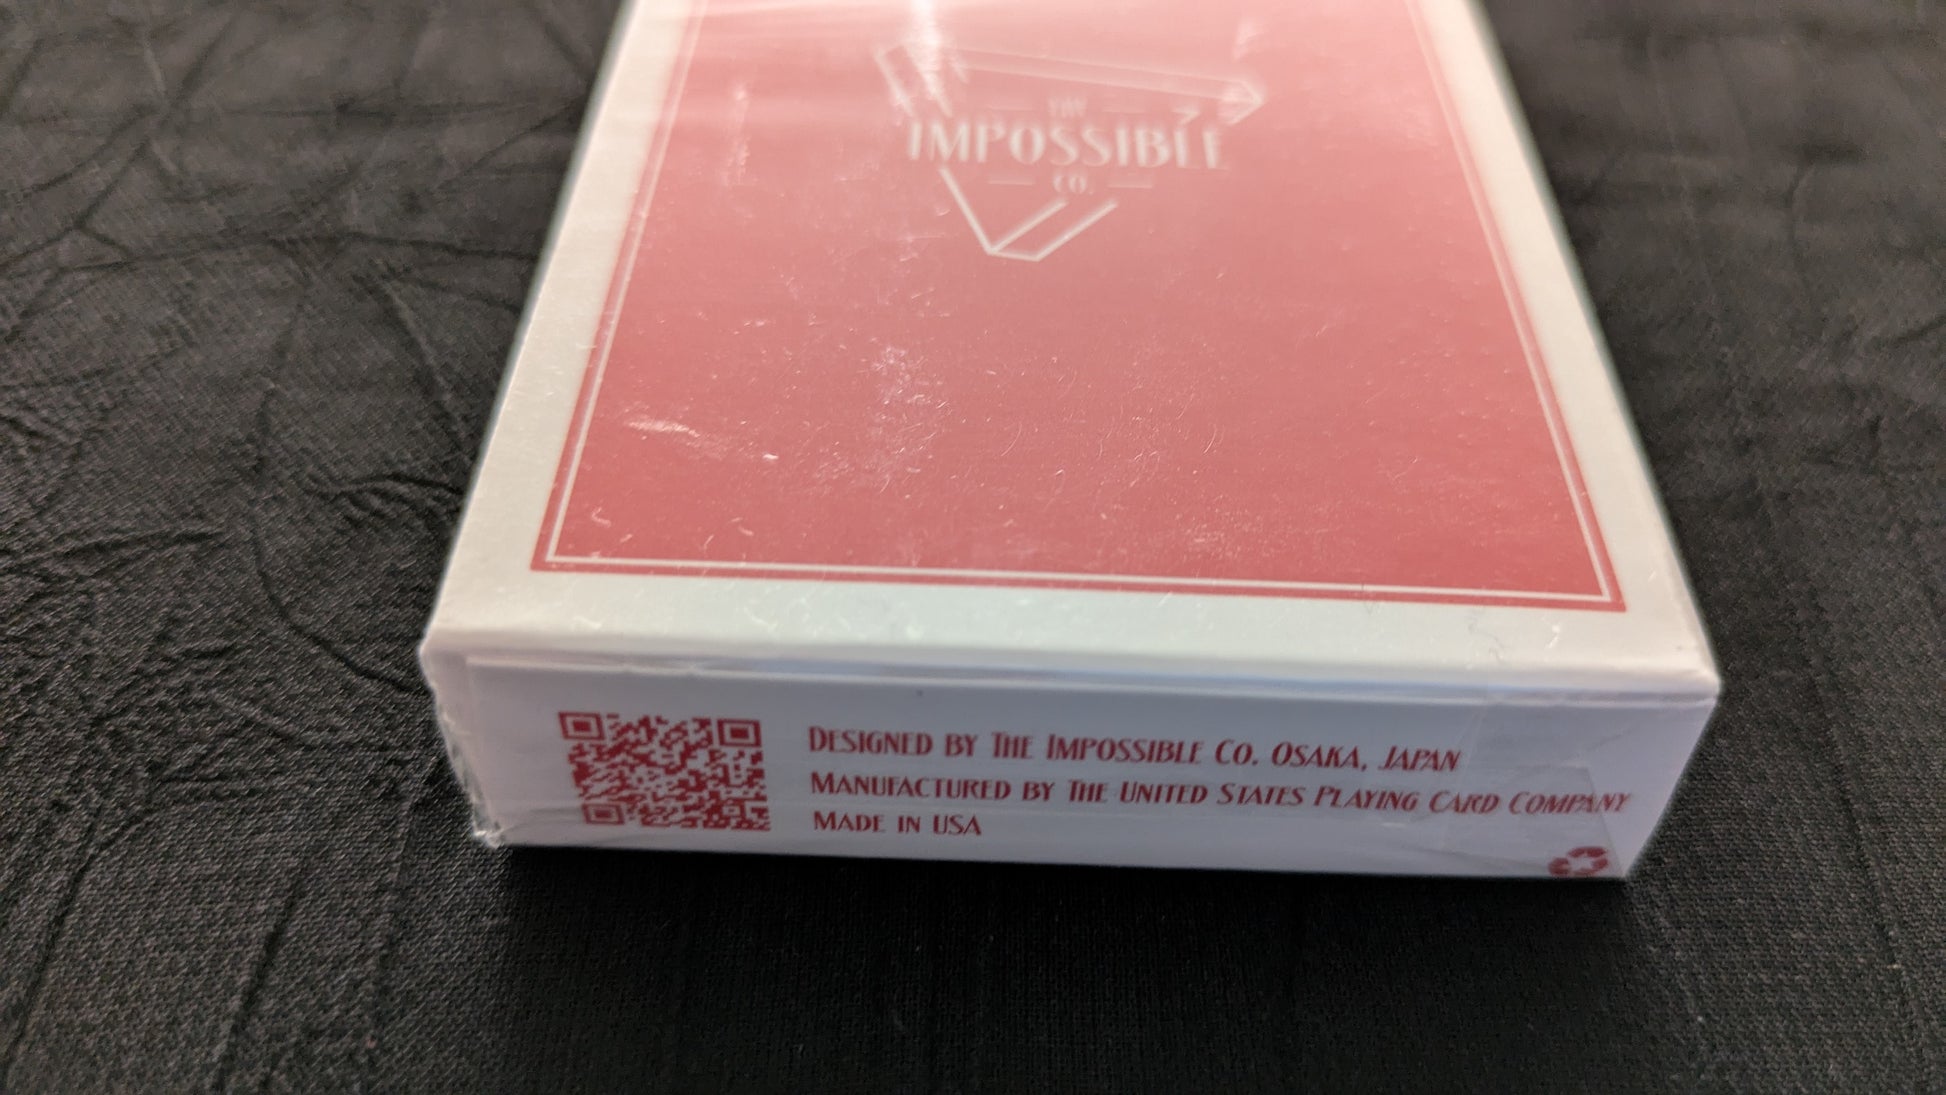 THE
IMPOSSIBLE
CO.
DESIGNED BY THE IMPOSSIBLE CO. OSAKA, JAPAN
MANUFACTURED BY THE UNITED STATES PLAYING CARD COMPANY
MADE IN USA